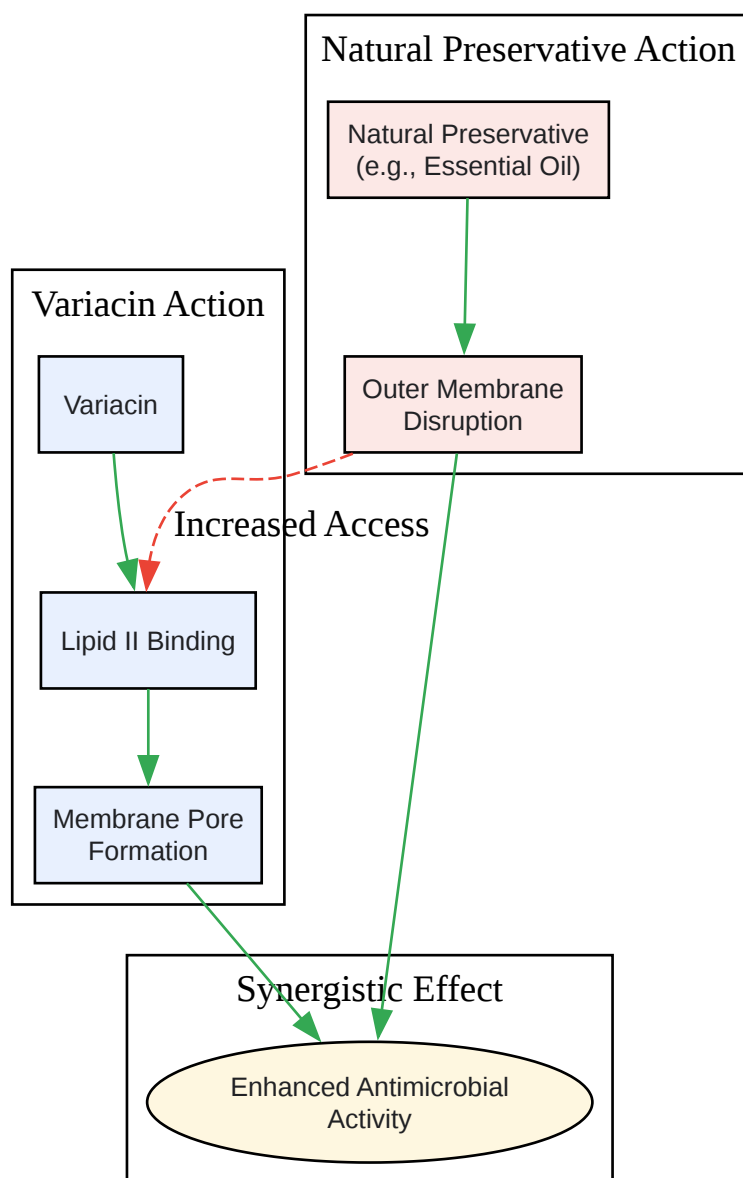 Natural Preservative Action
Natural Preservative
(e.g., Essential Oil)
Variacin Action
Variacin
Outer Membrane
Disruption
Increased Access
Lipid II Binding
Membrane Pore
Formation
Synergistic Effect
Enhanced Antimicrobial
Activity